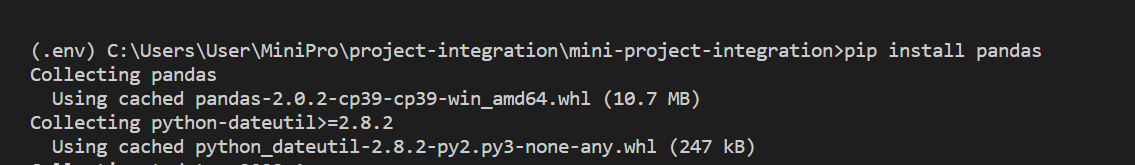 (.env) C:\Users\User\MiniPro\project-integration\mini-project-integration>pip install pandas
Collecting pandas
  Using cached pandas-2.0.2-cp39-cp39-win_amd64.whl (10.7 MB)
Collecting python-dateutil>=2.8.2
  Using cached python_dateutil-2.8.2-py2.py3-none-any.whl (247 kB)